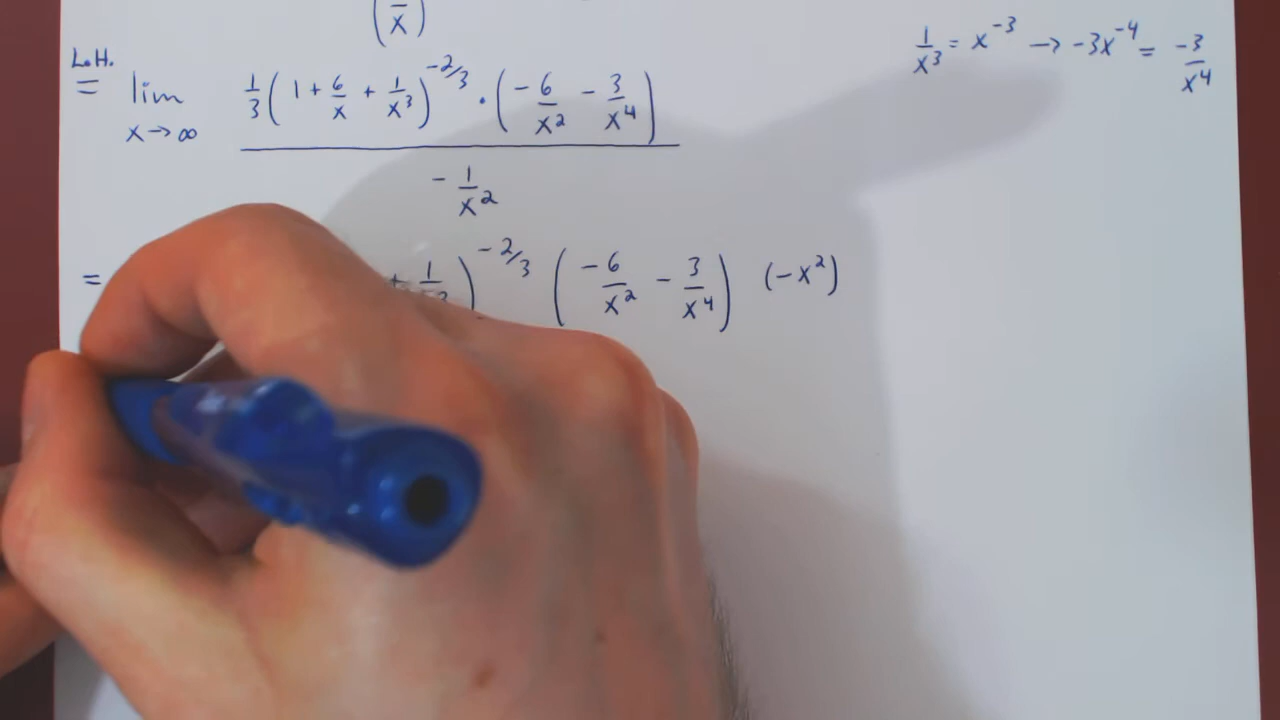 x)
1/x³ = x⁻³ → -3x⁻⁴ = -3/x⁴
L.H.
= lim x→∞ 1/3 (1 + 6/x + 1/x³)^(-2/3) · (-6/x² - 3/x⁴)
- 1/x²
= + 1/ )^(-2/3) (-6/x² - 3/x⁴) (-x²)